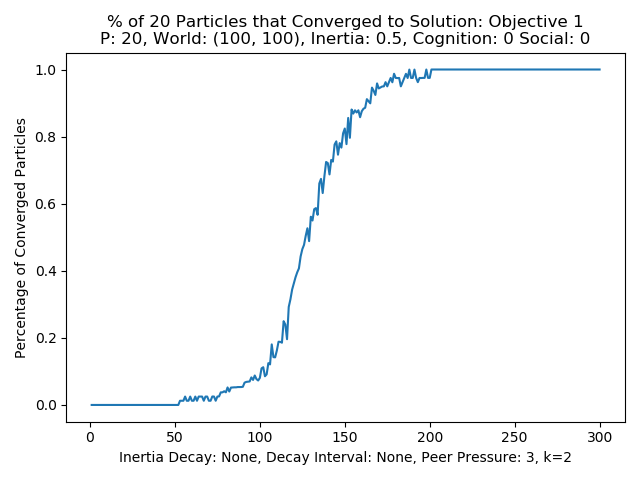 % of 20 Particles that Converged to Solution: Objective 1
P: 20, World: (100, 100), Inertia: 0.5, Cognition: 0 Social: 0
Percentage of Converged Particles
1.0
0.8
0.6
0.4
0.2
0.0
0 50 100 150 200 250 300
Inertia Decay: None, Decay Interval: None, Peer Pressure: 3, k=2